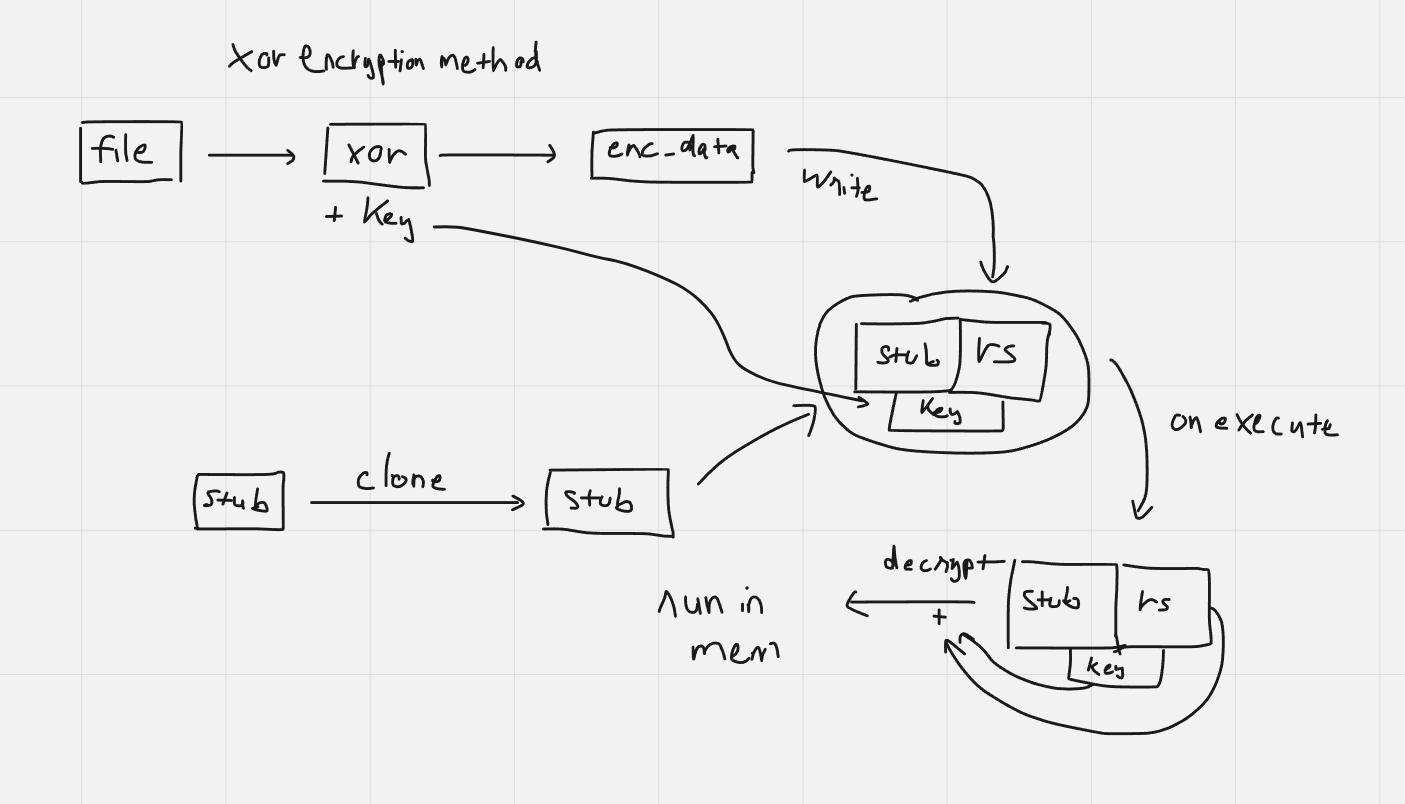 Xor encryption method
file
xor
enc_data
+ Key
Write
stub
rs
Key
on execute
stub
clone
stub
decrypt
+
stub
rs
key
run in
mem